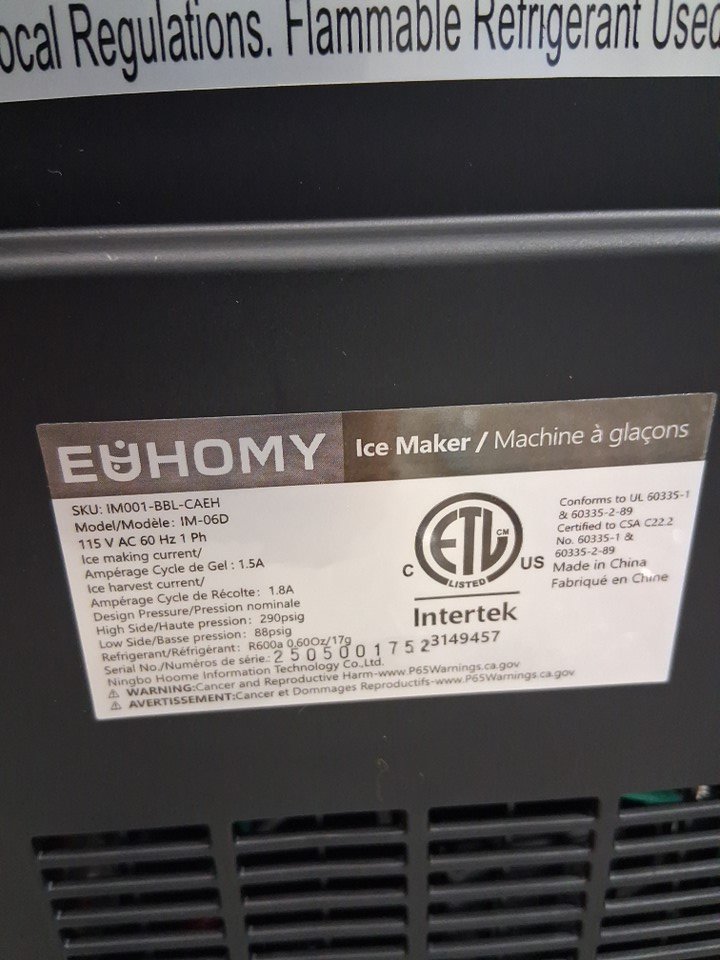 ocal Regulations. Flammable Refrigerant Used
EUHOMY
Ice Maker / Machine à glaçons
SKU: IM001-BBL-CAEH
Model/Modèle: IM-06D
115 V AC 60 Hz 1 Ph
Ice making current/
Ampérage Cycle de Gel : 1.5A
Ice harvest current/
Ampérage Cycle de Récolte : 1.8A
Design Pressure/Pression nominale
High Side/Haute pression : 290psig
Low Side/Basse pression : 88psig
Refrigerant/Réfrigérant : R600a 0,60Oz/17g
Serial No./Numéros de série.: 2505001752
Ningbo Hoome Information Technology Co.,Ltd.
⚠ WARNING:Cancer and Reproductive Harm-www.P65Warnings.ca.gov
⚠ AVERTISSEMENT:Cancer et Dommages Reproductifs-www.P65Warnings.ca.gov
ETL CM
LISTED
C US
Intertek
3149457
Conforms to UL 60335-1
& 60335-2-89
Certified to CSA C22.2
No. 60335-1 &
60335-2-89
Made in China
Fabriqué en Chine